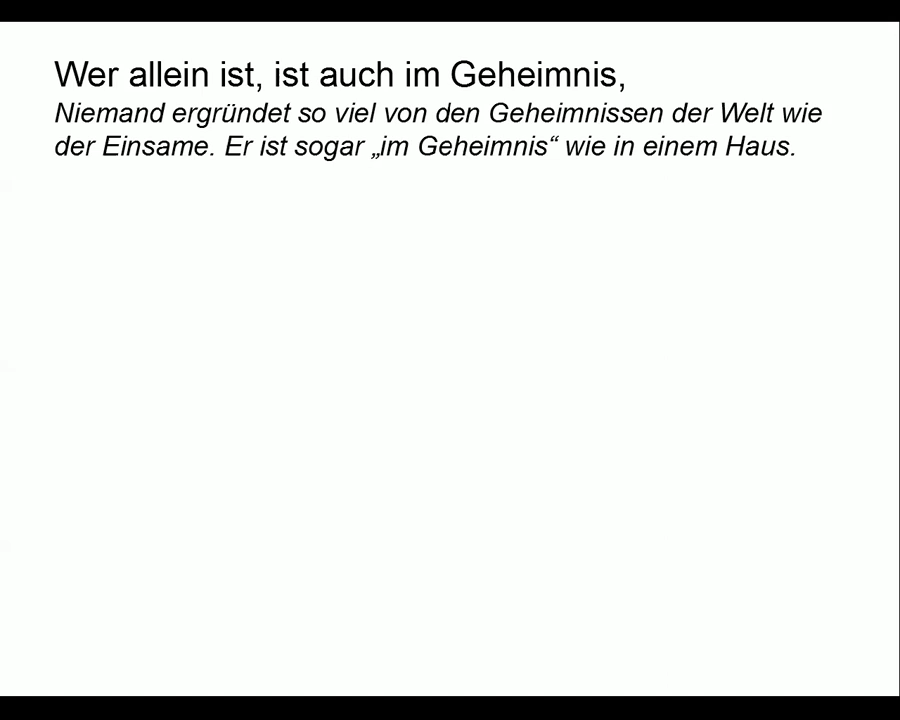 Wer allein ist, ist auch im Geheimnis,
Niemand ergründet so viel von den Geheimnissen der Welt wie
der Einsame. Er ist sogar „im Geheimnis“ wie in einem Haus.